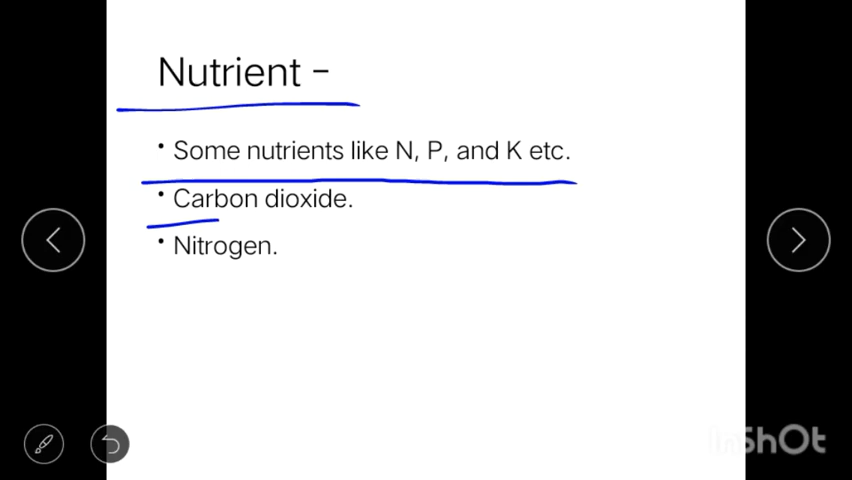 Nutrient –
• Some nutrients like N, P, and K etc.
• Carbon dioxide.
• Nitrogen.
InShOt